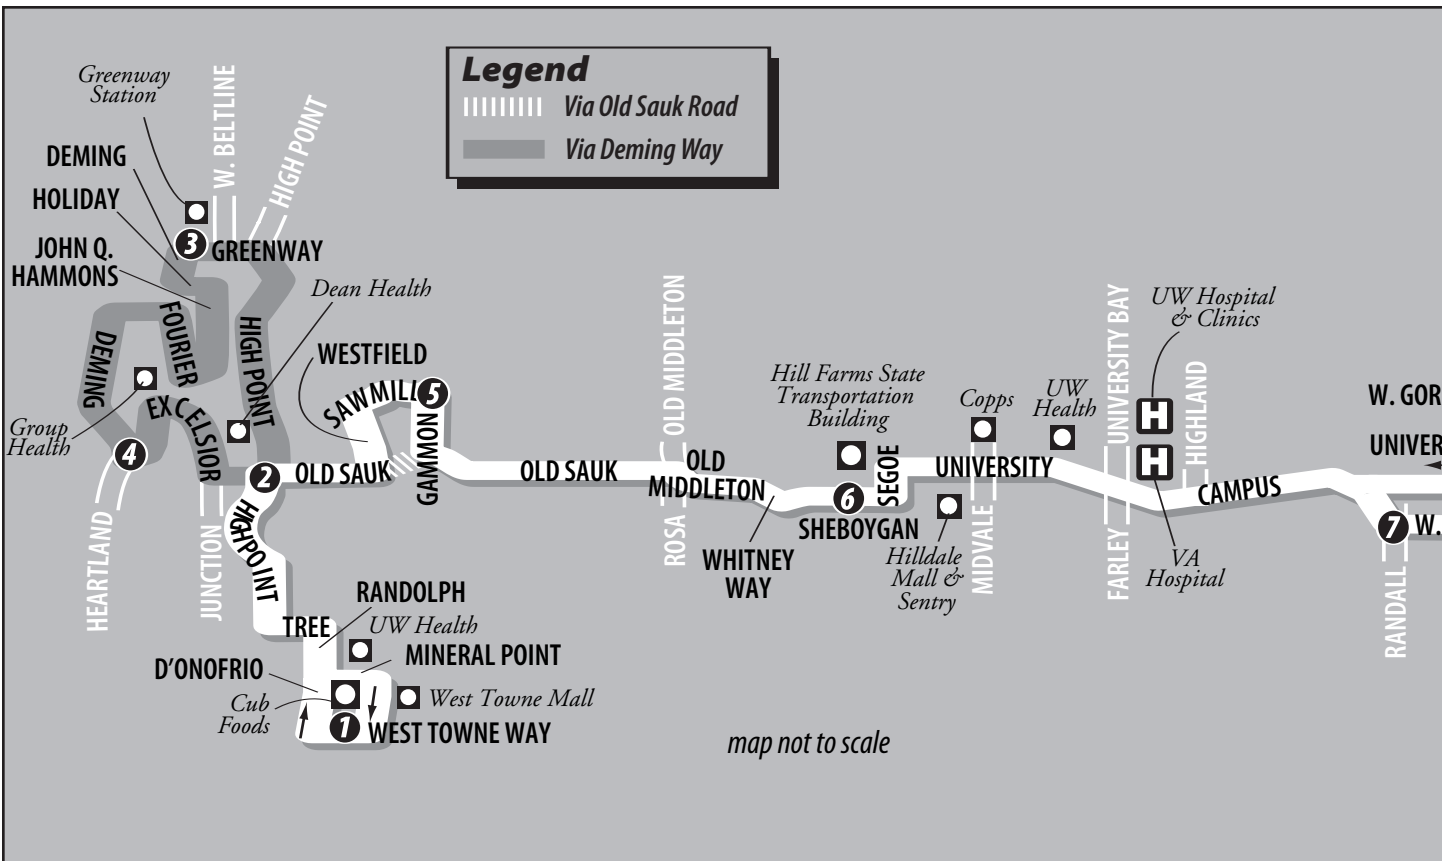 Legend
Via Old Sauk Road
Via Deming Way
Greenway
Station
W. BELTLINE
HIGH POINT
DEMING
HOLIDAY
JOHN Q.
HAMMONS
3
GREENWAY
Dean Health
FOURIER
DEMING
HIGH POINT
WESTFIELD
SAWMILL
5
GAMMON
EXCELSIOR
Group
Health
4
2
OLD SAUK
OLD SAUK
HIGHPOINT
HEARTLAND
JUNCTION
TREE
RANDOLPH
UW Health
MINERAL POINT
D'ONOFRIO
Cub
Foods
West Towne Mall
1
WEST TOWNE WAY
OLD MIDDLETON
OLD
MIDDLETON
ROSA
WHITNEY
WAY
Hill Farms State
Transportation
Building
6
SEGOE
SHEBOYGAN
Hilldale
Mall &
Sentry
Copps
UW
Health
UNIVERSITY
MIDVALE
UNIVERSITY BAY
FARLEY
UW Hospital
& Clinics
H
H
HIGHLAND
VA
Hospital
CAMPUS
W. GOR
UNIVER
7
W.
RANDALL
map not to scale